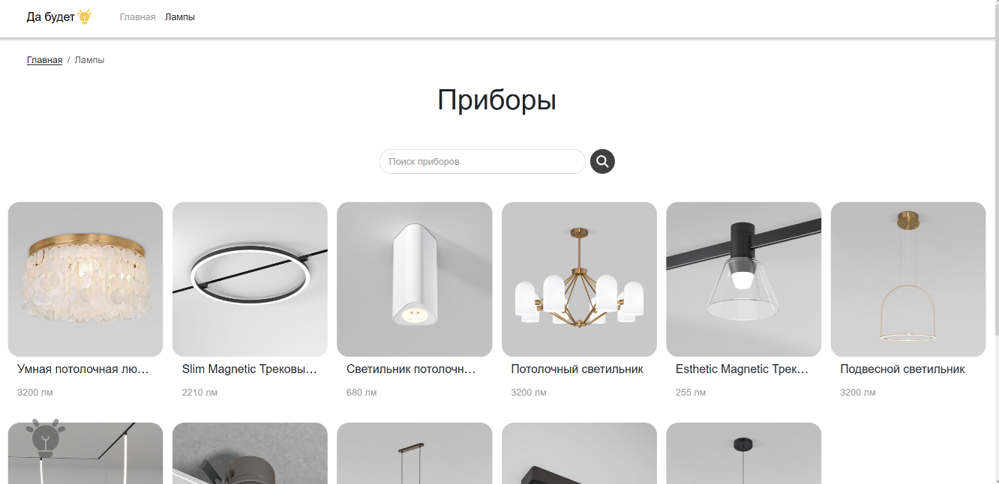 Да будет
Главная Лампы
Главная / Лампы
Приборы
Поиск приборов
Умная потолочная лю...
Slim Magnetic Трековы...
Светильник потолочн...
Потолочный светильник
Esthetic Magnetic Трек...
Подвесной светильник
3200 лм
2210 лм
680 лм
3200 лм
255 лм
3200 лм